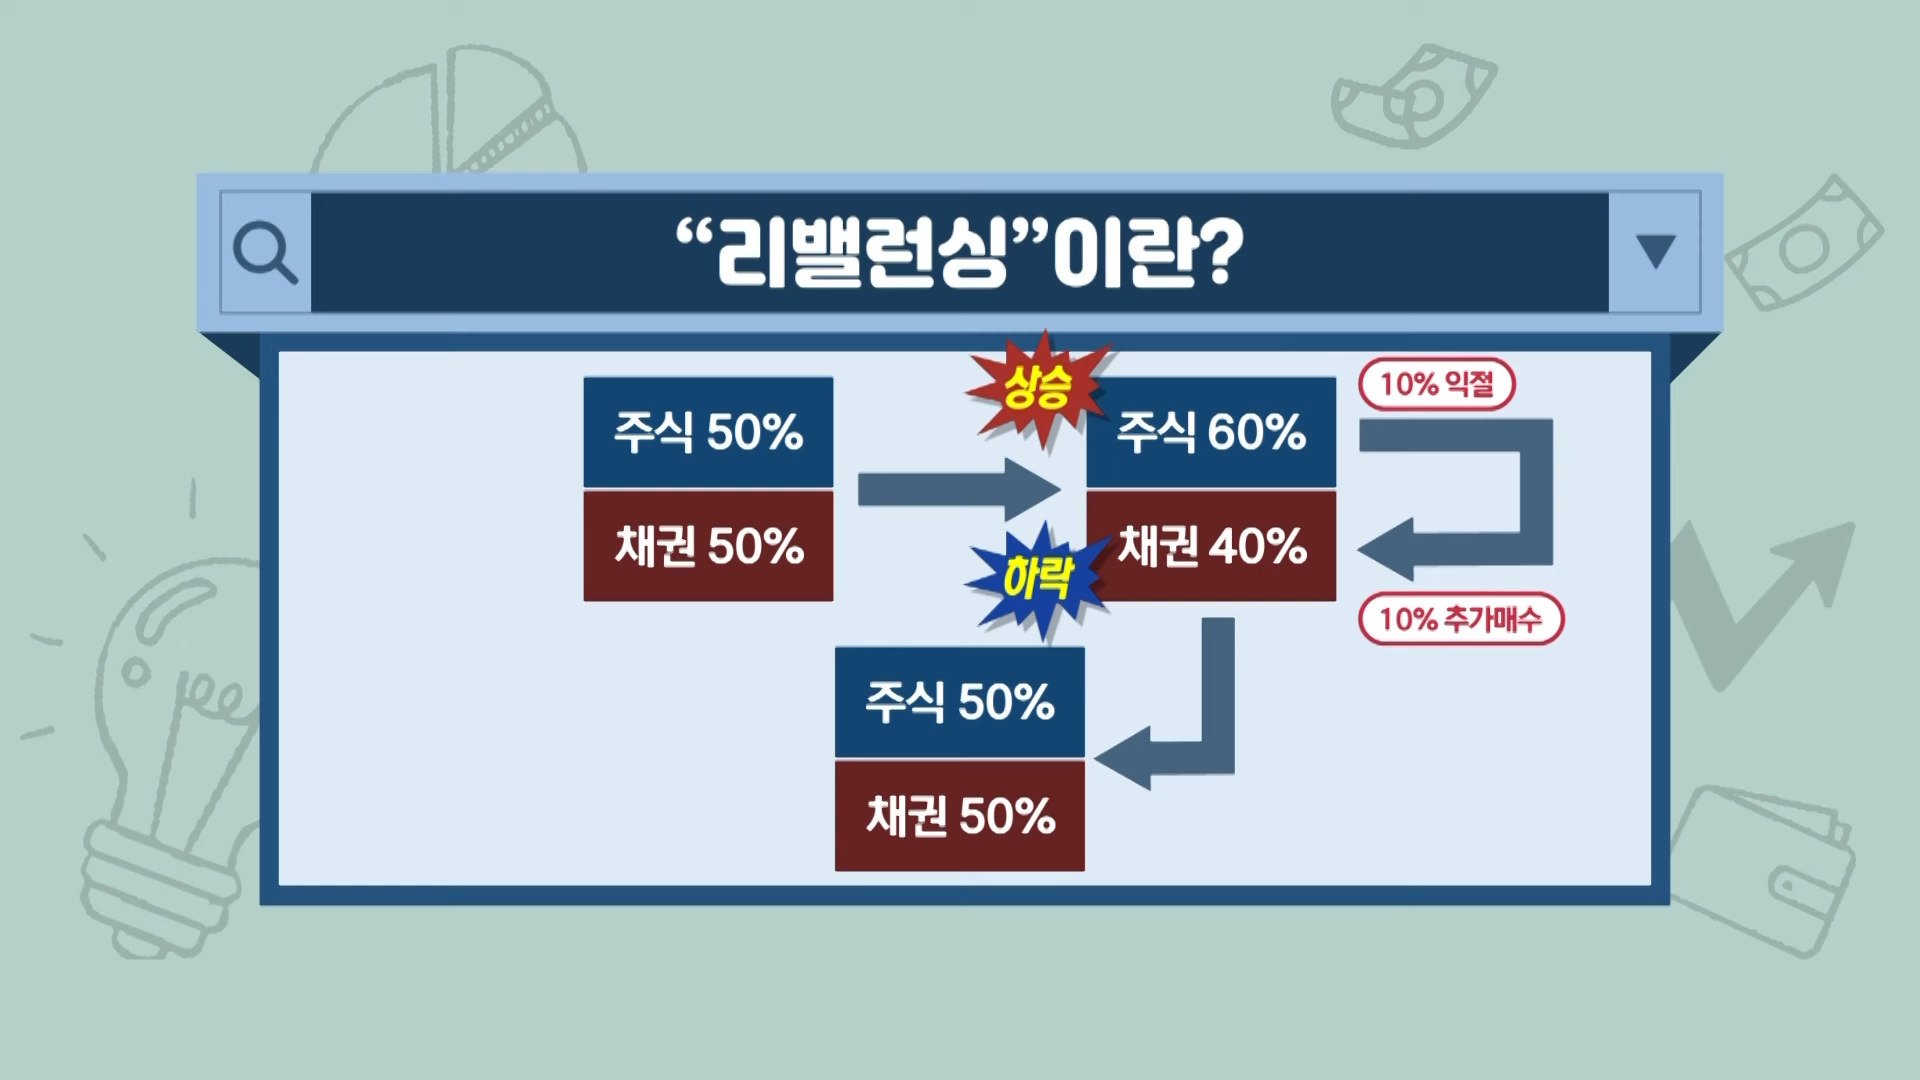 “리밸런싱”이란?
주식 50%
채권 50%
상승
주식 60%
하락
채권 40%
10% 익절
10% 추가매수
주식 50%
채권 50%